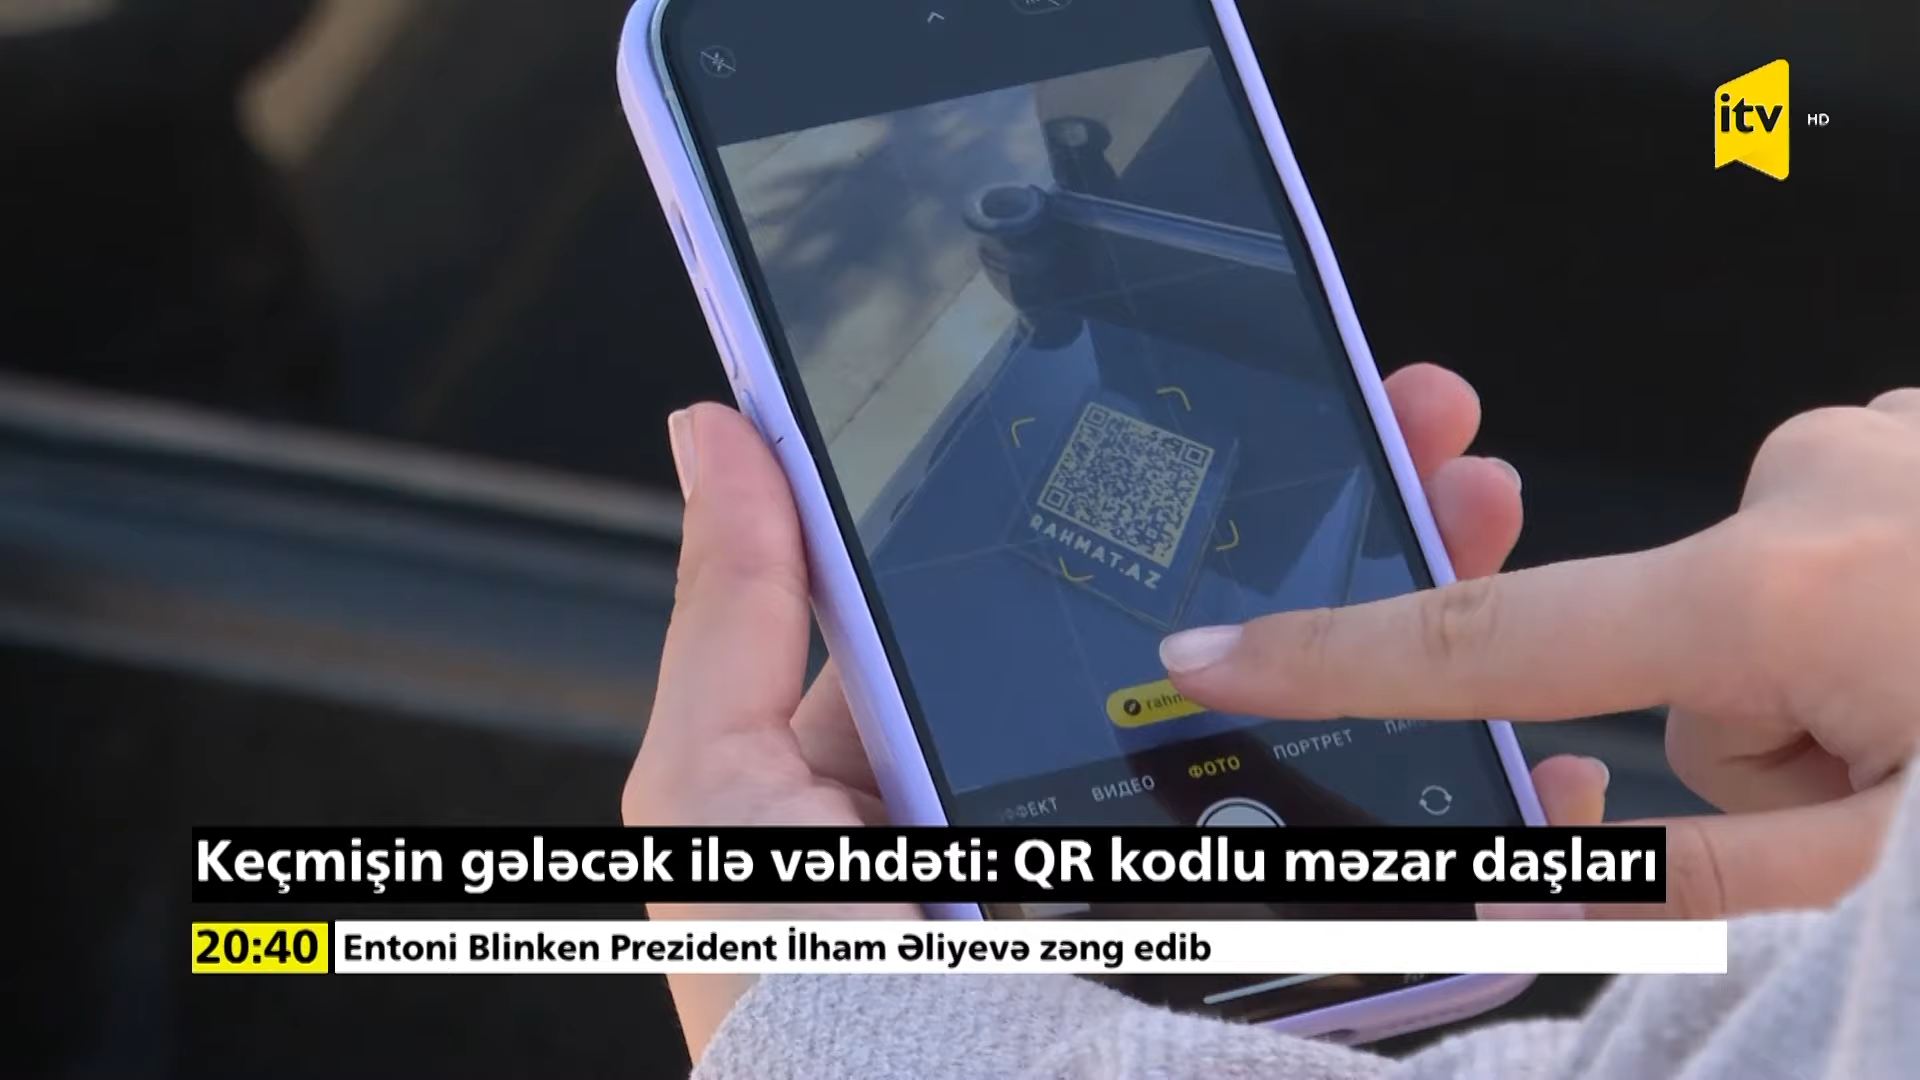 itv HD
RAHMAT.AZ
ВИДЕО ФОТО ПОРТРЕТ
Keçmişin gələcək ilə vəhdəti: QR kodlu məzar daşları
20:40 Entoni Blinken Prezident İlham Əliyevə zəng edib